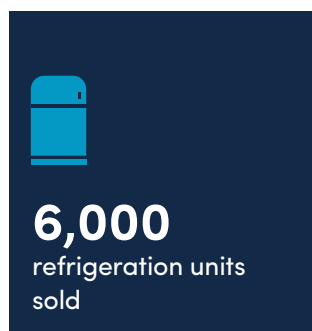 6,000
refrigeration units
sold